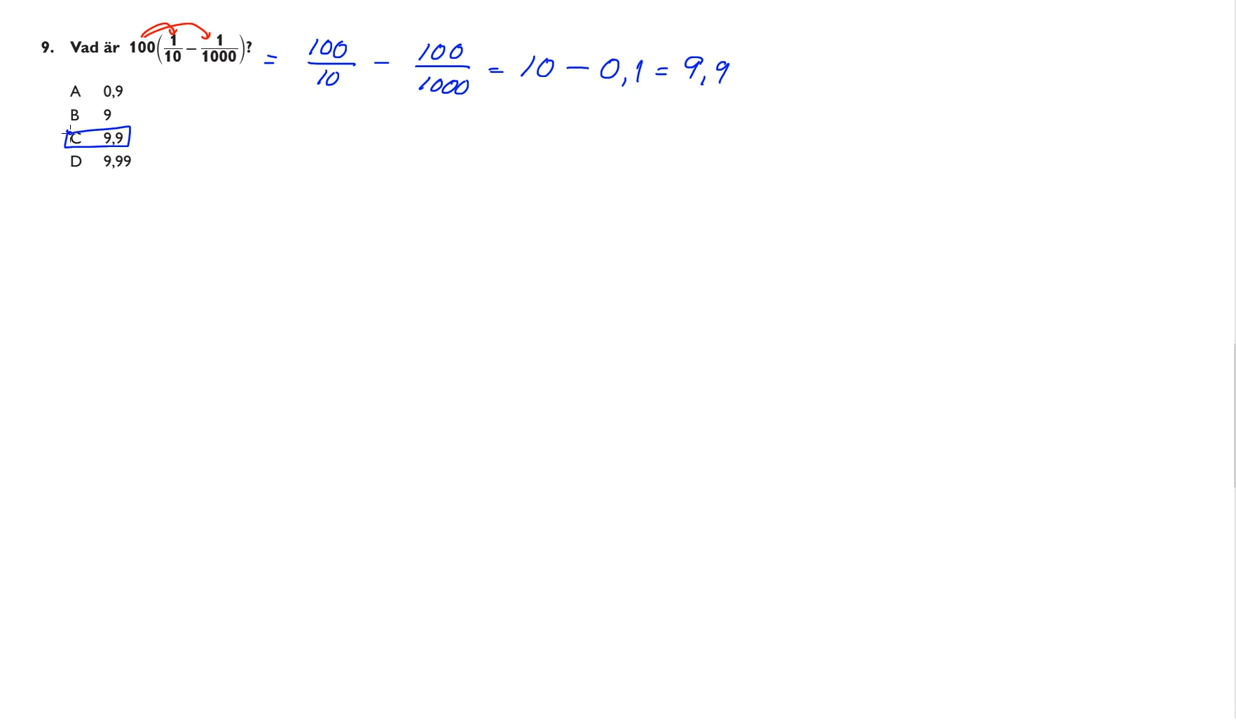 9. Vad är 100(1/10 − 1/1000)? = 100/10 − 100/1000 = 10 − 0,1 = 9,9
A 0,9
B 9
C 9,9
D 9,99